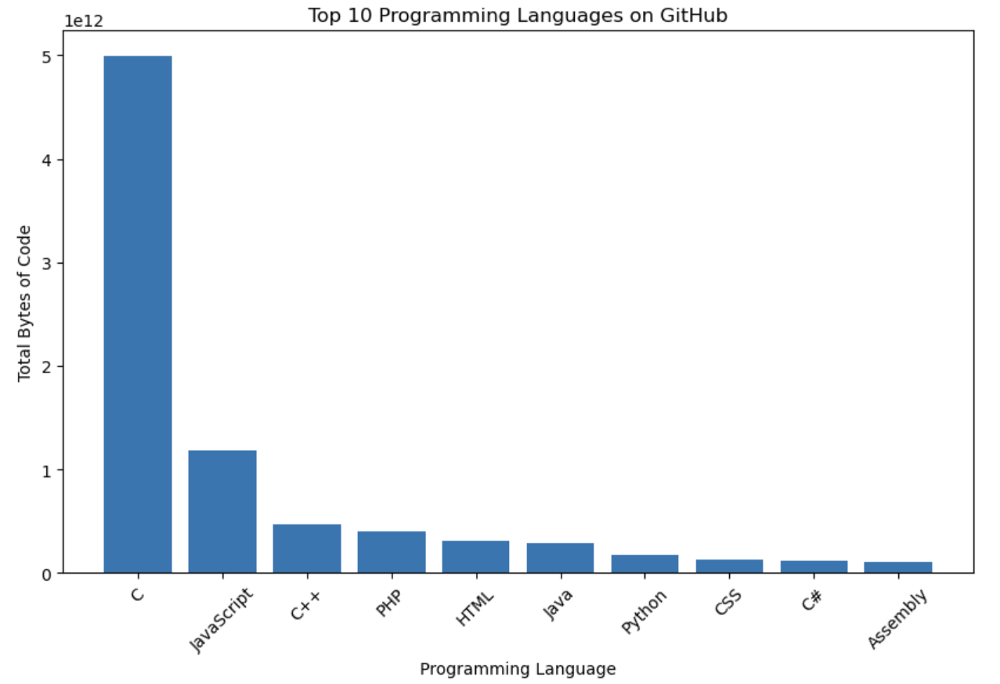 Top 10 Programming Languages on GitHub
1e12
5
4
3
2
1
0
Total Bytes of Code
C
JavaScript
C++
PHP
HTML
Java
Python
CSS
C#
Assembly
Programming Language